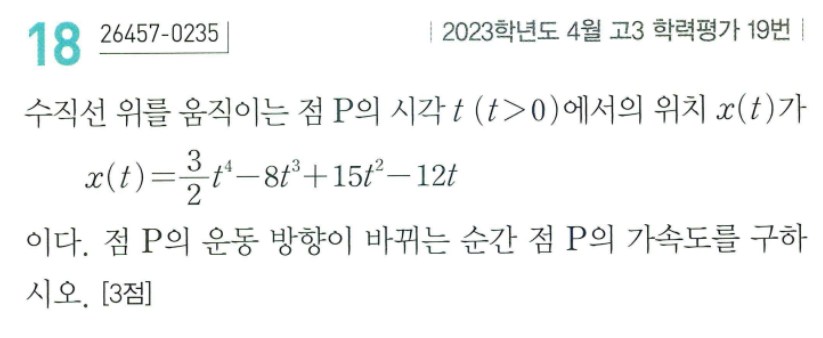 18 26457-0235 | 2023학년도 4월 고3 학력평가 19번 |
수직선 위를 움직이는 점 P의 시각 t (t>0)에서의 위치 x(t)가
x(t)=\frac{3}{2}t⁴-8t³+15t²-12t
이다. 점 P의 운동 방향이 바뀌는 순간 점 P의 가속도를 구하
시오. [3점]